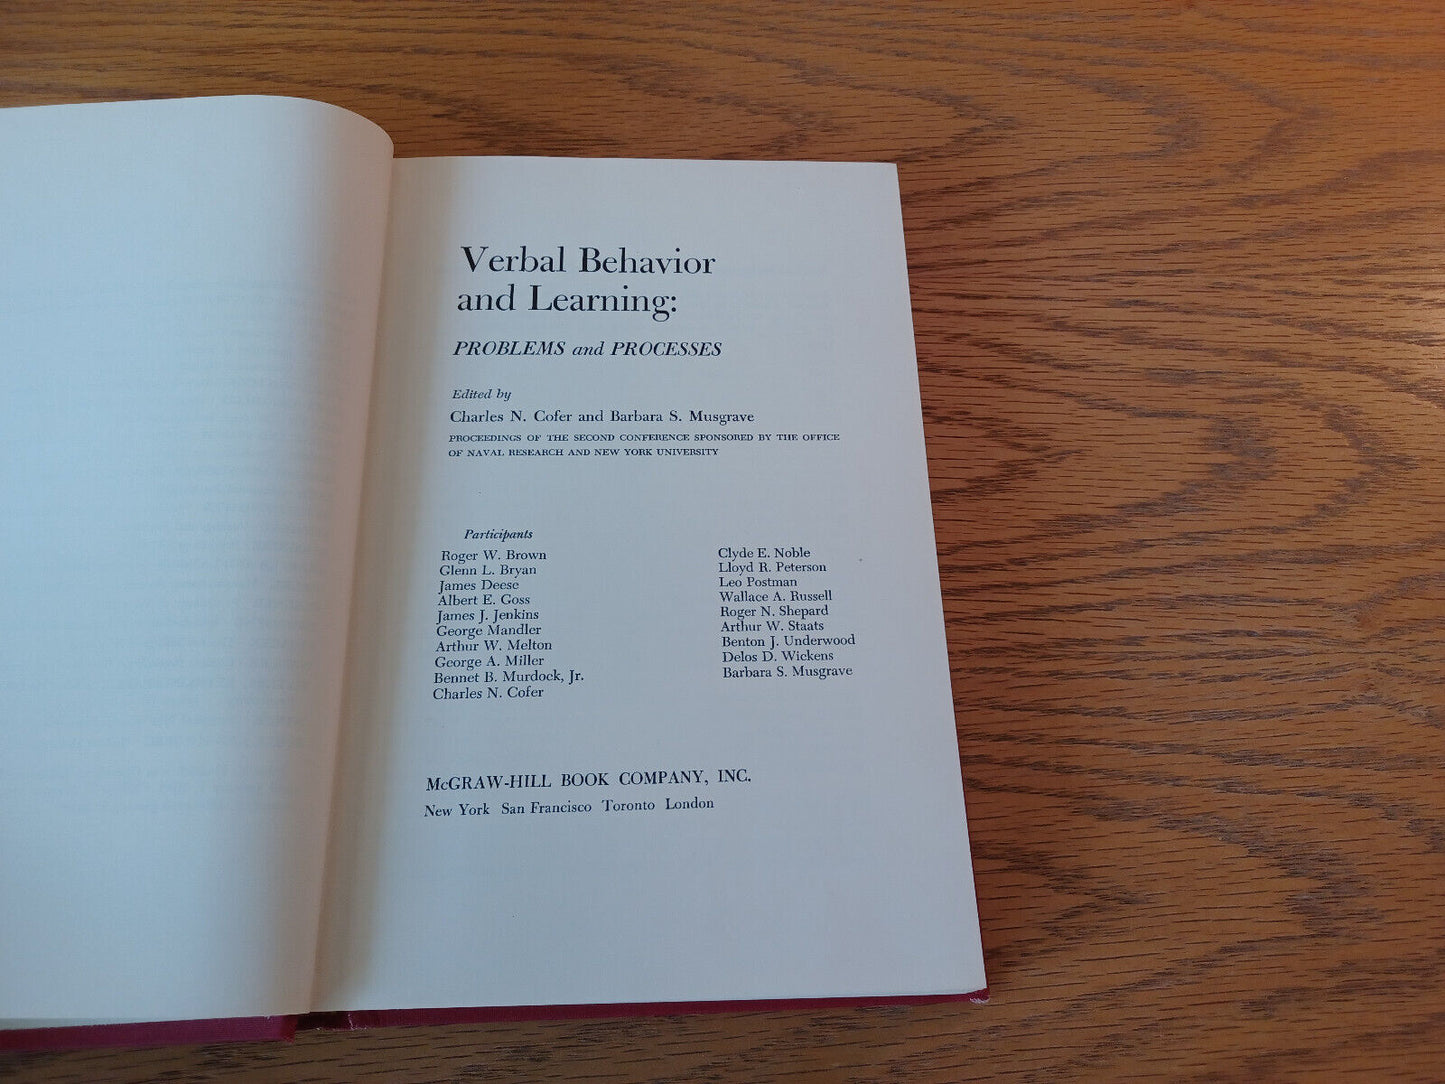 Verbal Behavior
and Learning:
PROBLEMS and PROCESSES
Edited by
Charles N. Cofer and Barbara S. Musgrave
PROCEEDINGS OF THE SECOND CONFERENCE SPONSORED BY THE OFFICE
OF NAVAL RESEARCH AND NEW YORK UNIVERSITY
Participants
Roger W. Brown
Glenn L. Bryan
James Deese
Albert E. Goss
James J. Jenkins
George Mandler
Arthur W. Melton
George A. Miller
Bennet B. Murdock, Jr.
Charles N. Cofer
Clyde E. Noble
Lloyd R. Peterson
Leo Postman
Wallace A. Russell
Roger N. Shepard
Arthur W. Staats
Benton J. Underwood
Delos D. Wickens
Barbara S. Musgrave
McGRAW-HILL BOOK COMPANY, INC.
New York San Francisco Toronto London